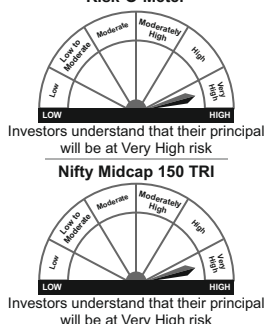 Risk-O-Meter
Low
Low to
Moderate
Moderate
Moderately
High
High
Very
High
LOW HIGH
Investors understand that their principal
will be at Very High risk
Nifty Midcap 150 TRI
Low
Low to
Moderate
Moderate
Moderately
High
High
Very
High
LOW HIGH
Investors understand that their principal
will be at Very High risk